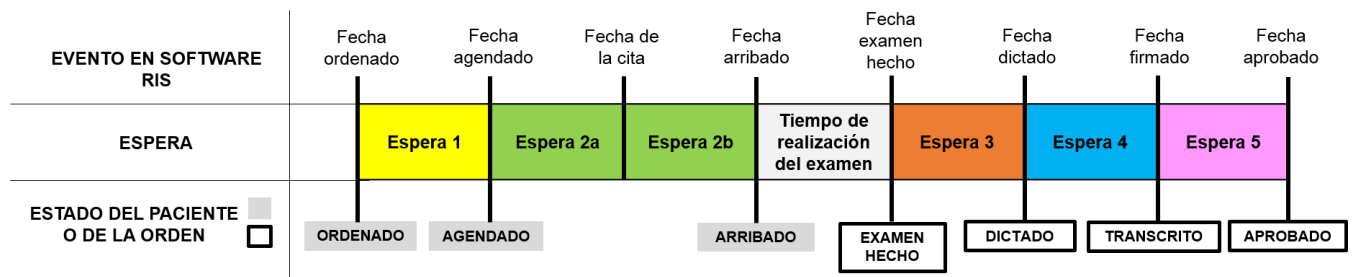 EVENTO EN SOFTWARE
RIS
Fecha
ordenado
Fecha
agendado
Fecha de
la cita
Fecha
arribado
Fecha
examen
hecho
Fecha
dictado
Fecha
firmado
Fecha
aprobado
ESPERA
Espera 1
Espera 2a
Espera 2b
Tiempo de
realización
del examen
Espera 3
Espera 4
Espera 5
ESTADO DEL PACIENTE
O DE LA ORDEN
ORDENADO
AGENDADO
ARRIBADO
EXAMEN
HECHO
DICTADO
TRANSCRITO
APROBADO